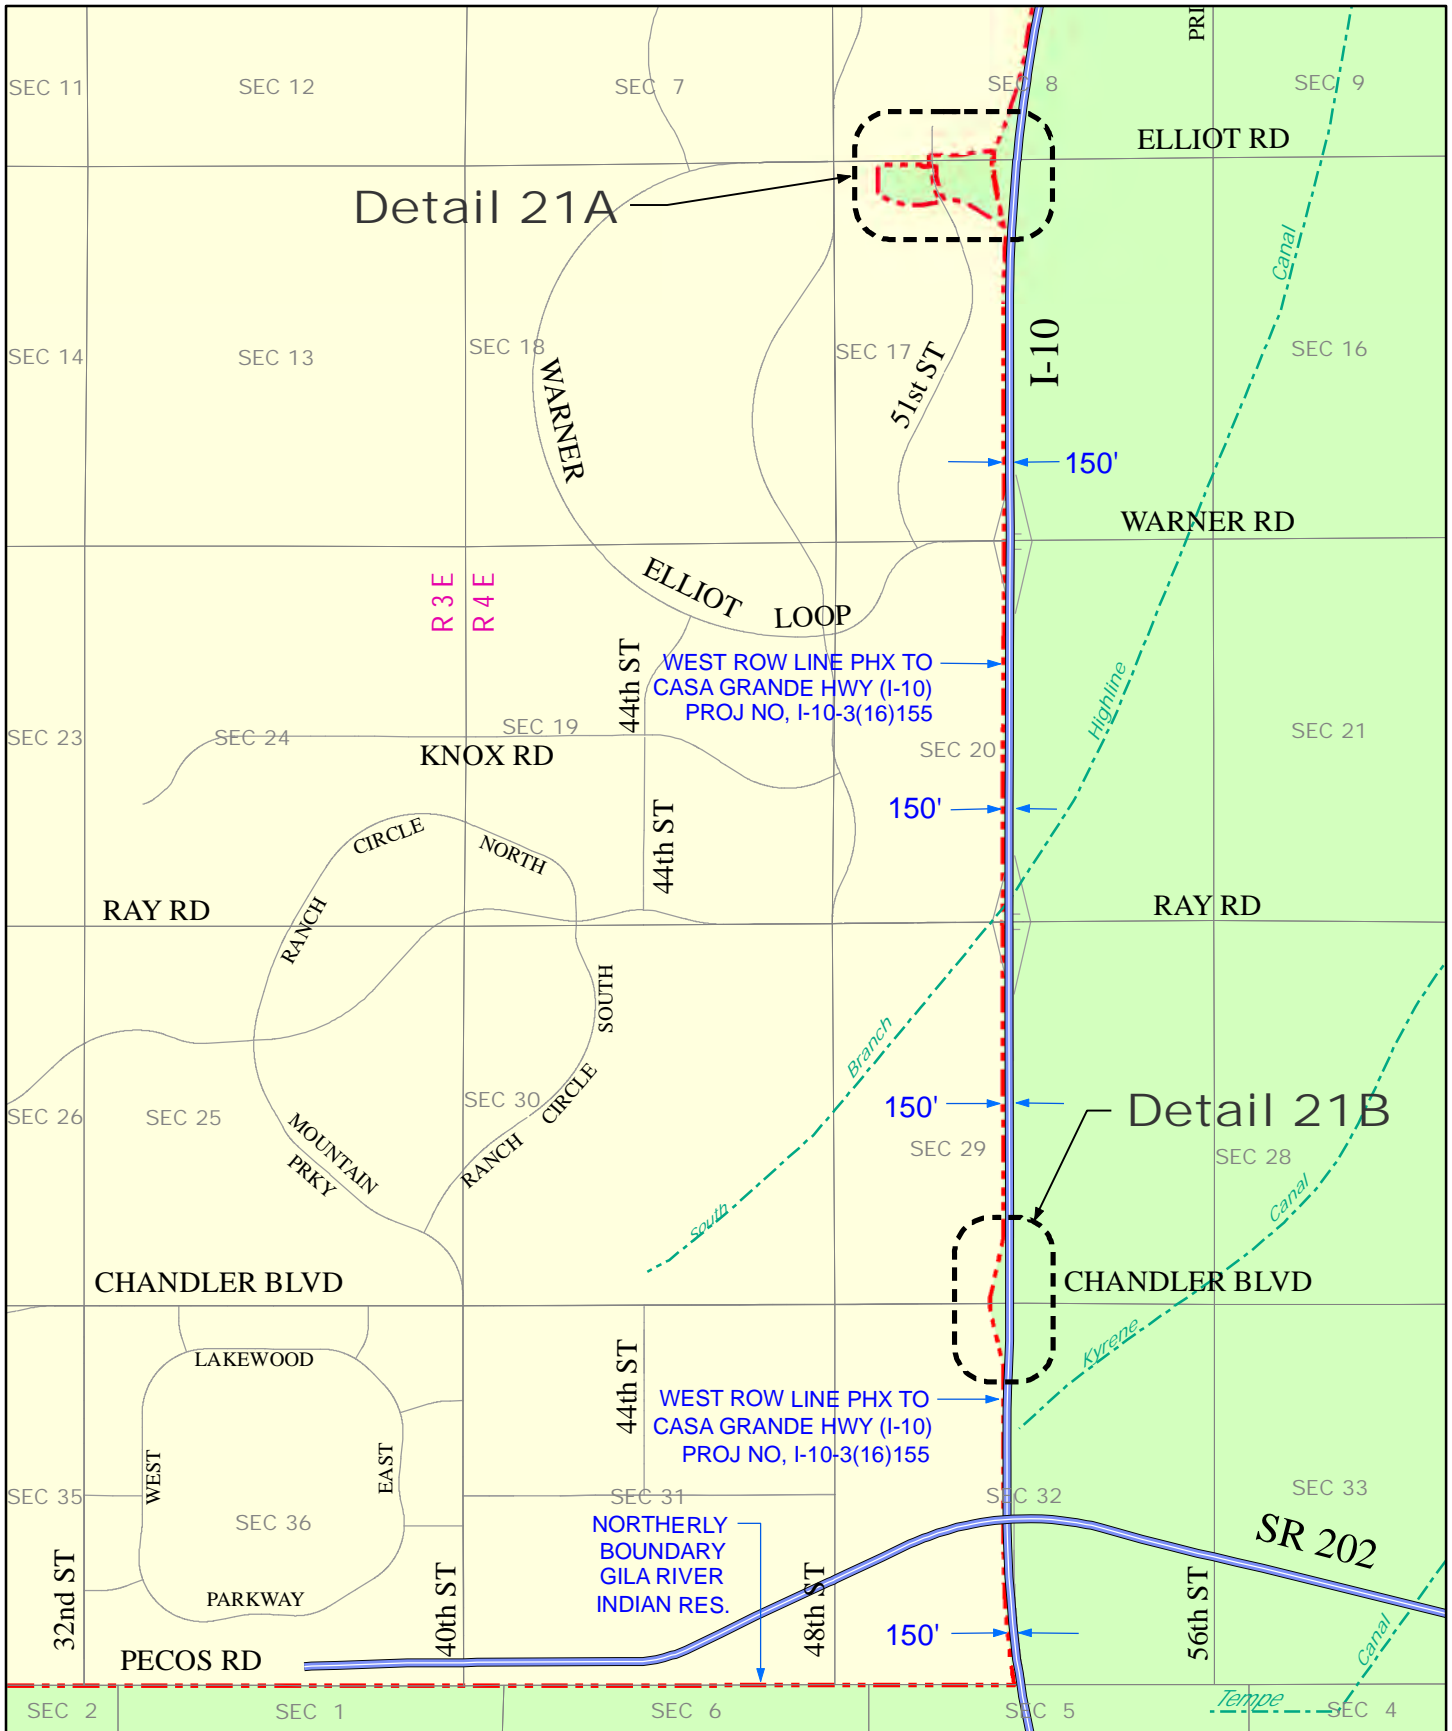 PRI
SEC 11
SEC 12
SEC 7
SEC 8
SEC 9
ELLIOT RD
Detail 21A
Canal
I-10
SEC 14
SEC 13
SEC 18
SEC 17
SEC 16
WARNER
51st ST
150'
WARNER RD
R 3 E
R 4 E
ELLIOT
LOOP
44th ST
WEST ROW LINE PHX TO
CASA GRANDE HWY (I-10)
PROJ NO, I-10-3(16)155
Highline
SEC 23
SEC 24
SEC 19
SEC 20
SEC 21
KNOX RD
150'
44th ST
CIRCLE
NORTH
RAY RD
RANCH
RAY RD
SOUTH
Branch
SEC 26
SEC 25
SEC 30
CIRCLE
150'
Detail 21B
SEC 29
SEC 28
MOUNTAIN
PRKY
RANCH
south
Canal
CHANDLER BLVD
CHANDLER BLVD
LAKEWOOD
44th ST
Kyrene
WEST ROW LINE PHX TO
CASA GRANDE HWY (I-10)
PROJ NO, I-10-3(16)155
WEST
EAST
SEC 35
SEC 36
SEC 31
SEC 32
SEC 33
NORTHERLY
BOUNDARY
GILA RIVER
INDIAN RES.
SR 202
32nd ST
PARKWAY
40th ST
48th ST
56th ST
150'
Canal
PECOS RD
SEC 2
SEC 1
SEC 6
SEC 5
Tempe
SEC 4